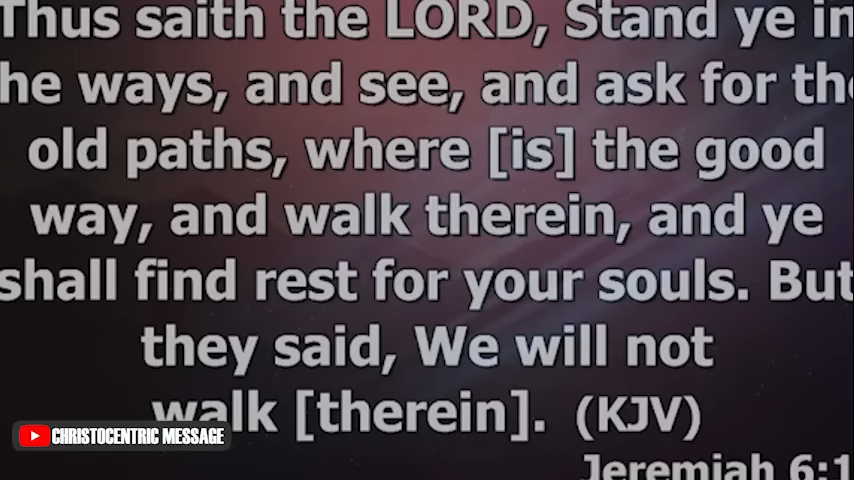 Thus saith the LORD, Stand ye in
he ways, and see, and ask for the
old paths, where [is] the good
way, and walk therein, and ye
shall find rest for your souls. But
they said, We will not
walk [therein]. (KJV)
CHRISTOCENTRIC MESSAGE
Jeremiah 6:1